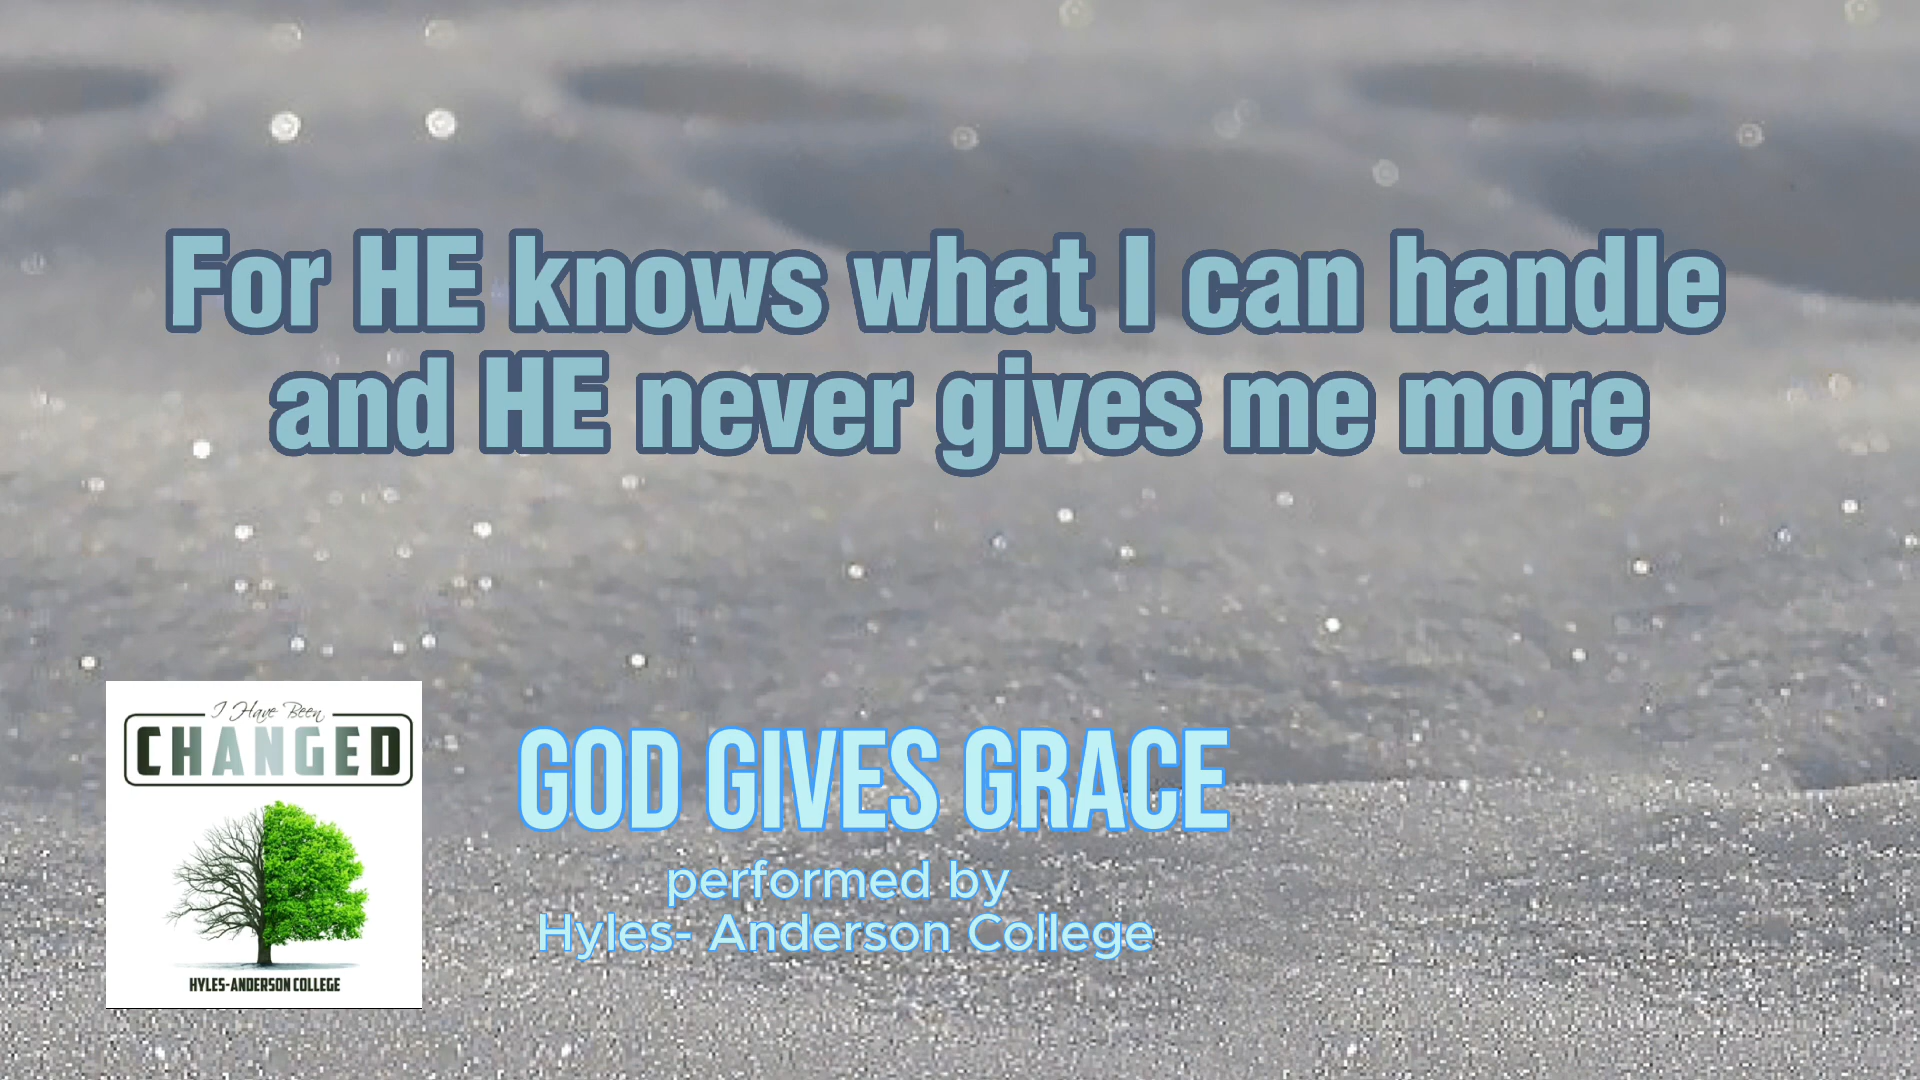 For HE knows what I can handle
and HE never gives me more
I Have Been
CHANGED
HYLES-ANDERSON COLLEGE
GOD GIVES GRACE
performed by
Hyles- Anderson College